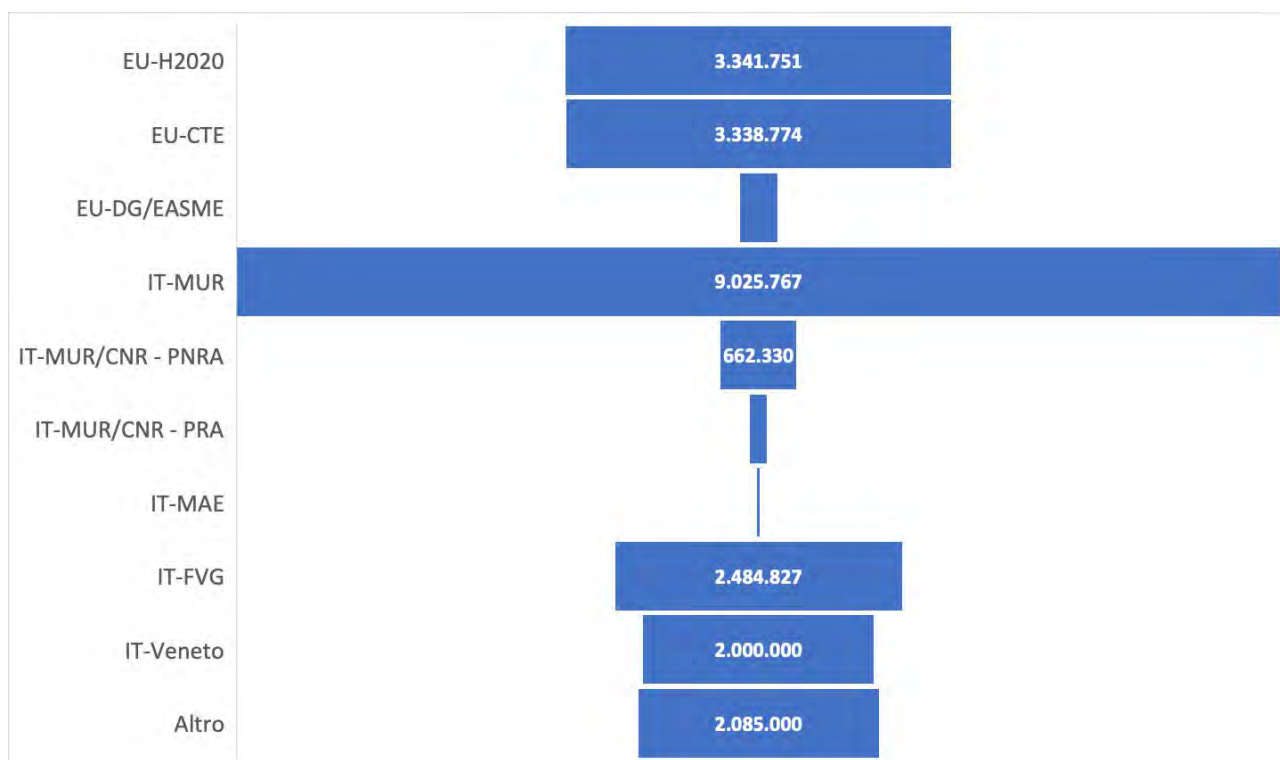 EU-H2020 3.341.751
EU-CTE 3.338.774
EU-DG/EASME
IT-MUR 9.025.767
IT-MUR/CNR - PNRA 662.330
IT-MUR/CNR - PRA
IT-MAE
IT-FVG 2.484.827
IT-Veneto 2.000.000
Altro 2.085.000